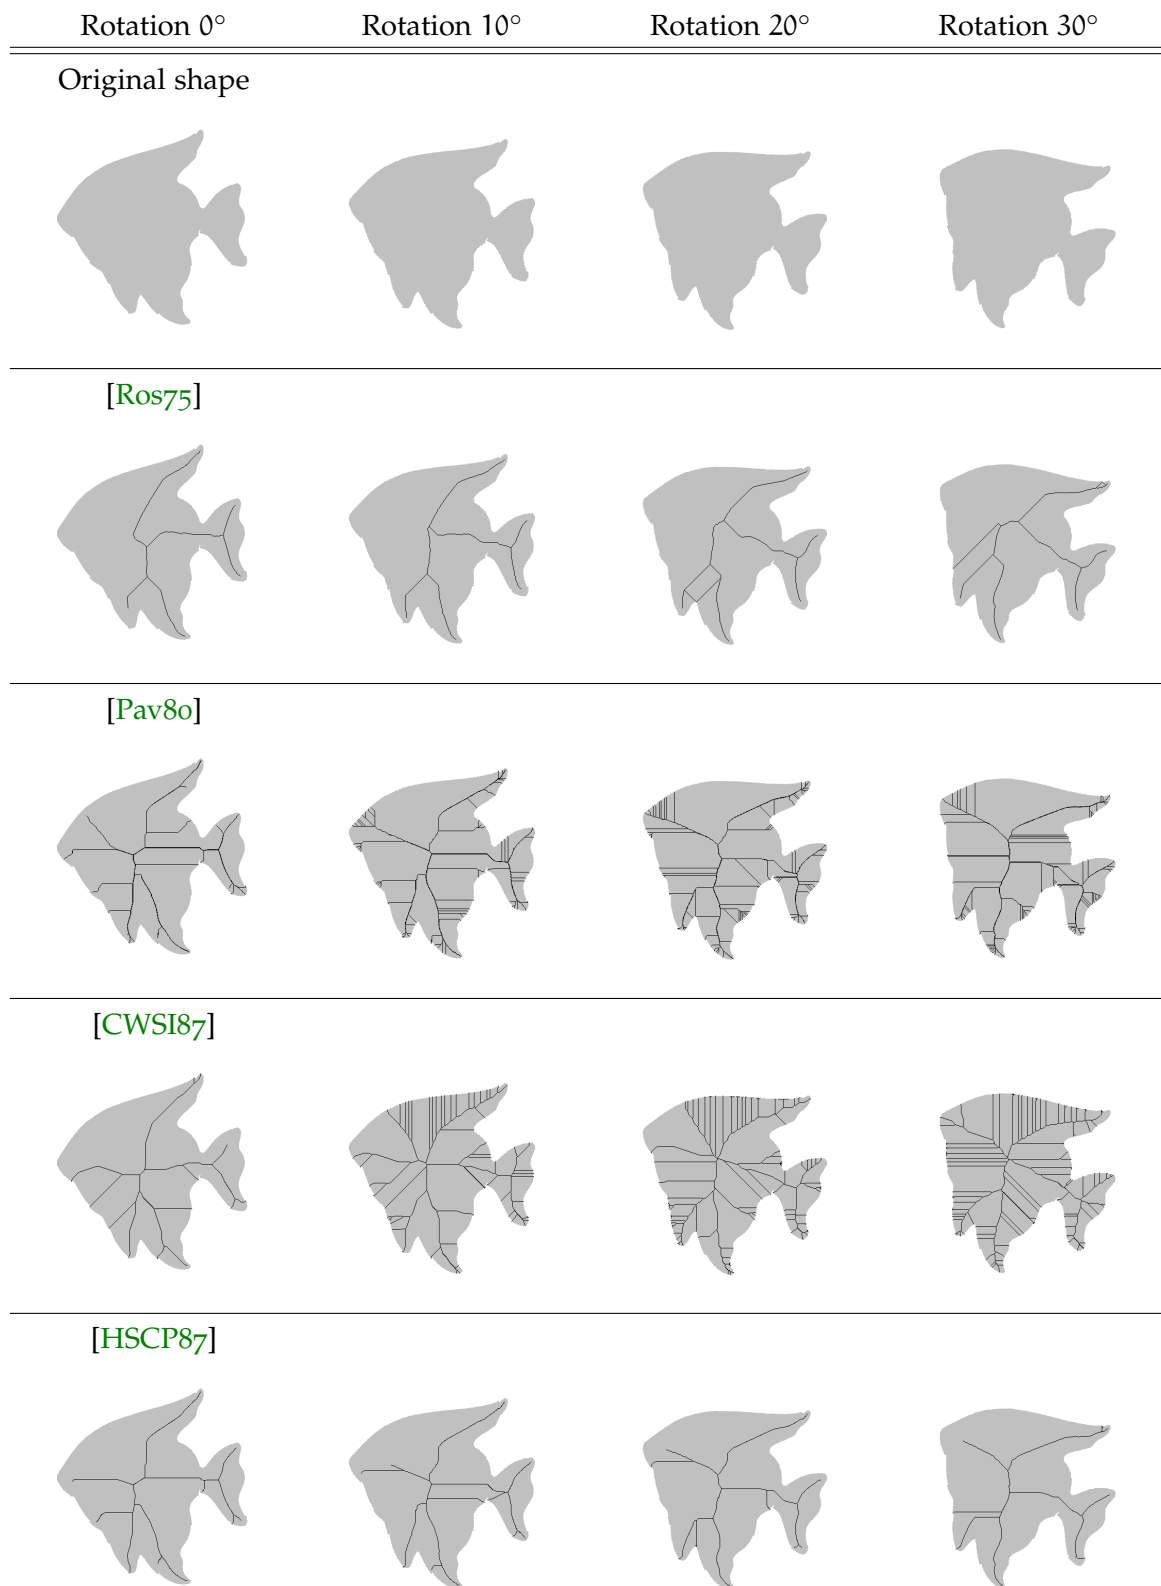 Rotation 0° Rotation 10° Rotation 20° Rotation 30°
Original shape
[Ros75]
[Pav80]
[CWSI87]
[HSCP87]